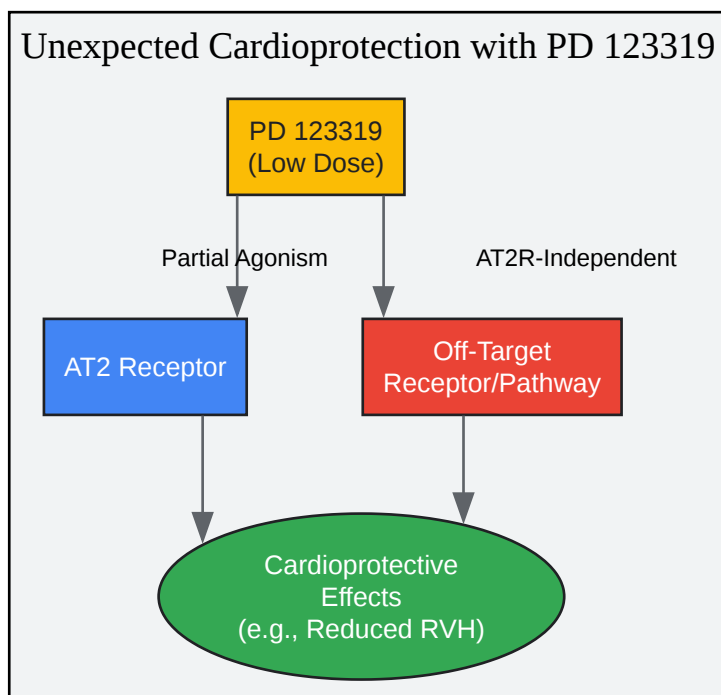 Unexpected Cardioprotection with PD 123319
PD 123319
(Low Dose)
Partial Agonism
AT2R-Independent
AT2 Receptor
Off-Target
Receptor/Pathway
Cardioprotective
Effects
(e.g., Reduced RVH)